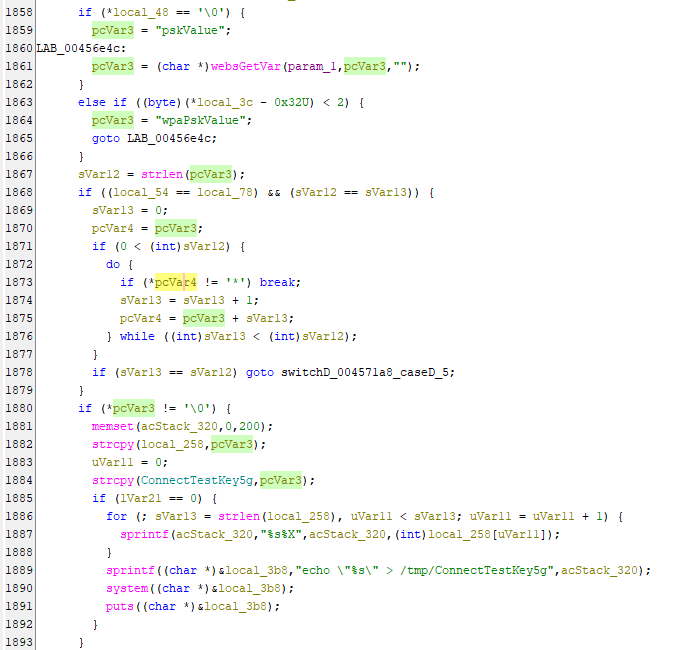 1858 if (*local_48 == '\0') {
1859 pcVar3 = "pskValue";
1860 LAB_00456e4c:
1861 pcVar3 = (char *)websGetVar(param_1,pcVar3,"");
1862 }
1863 else if ((byte)(*local_3c - 0x32U) < 2) {
1864 pcVar3 = "wpaPskValue";
1865 goto LAB_00456e4c;
1866 }
1867 sVar12 = strlen(pcVar3);
1868 if ((local_54 == local_78) && (sVar12 == sVar13)) {
1869 sVar13 = 0;
1870 pcVar4 = pcVar3;
1871 if (0 < (int)sVar12) {
1872 do {
1873 if (*pcVar4 != '*') break;
1874 sVar13 = sVar13 + 1;
1875 pcVar4 = pcVar3 + sVar13;
1876 } while ((int)sVar13 < (int)sVar12);
1877 }
1878 if (sVar13 == sVar12) goto switchD_004571a8_caseD_5;
1879 }
1880 if (*pcVar3 != '\0') {
1881 memset(acStack_320,0,200);
1882 strcpy(local_258,pcVar3);
1883 uVar11 = 0;
1884 strcpy(ConnectTestKey5g,pcVar3);
1885 if (lVar21 == 0) {
1886 for (; sVar13 = strlen(local_258), uVar11 < sVar13; uVar11 = uVar11 + 1) {
1887 sprintf(acStack_320,"%s%X",acStack_320,(int)local_258[uVar11]);
1888 }
1889 sprintf((char *)&local_3b8,"echo \"%s\" > /tmp/ConnectTestKey5g",acStack_320);
1890 system((char *)&local_3b8);
1891 puts((char *)&local_3b8);
1892 }
1893 }